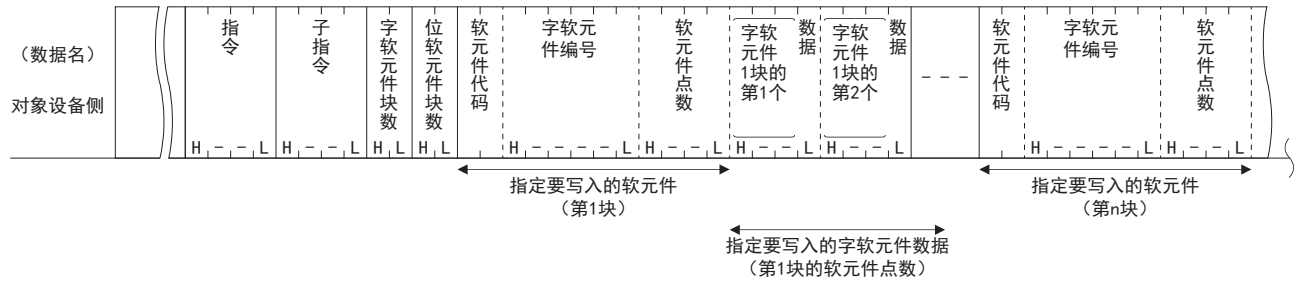 (数据名)
对象设备侧
指令
H - - L
子指令
H - - L
字软元件块数
H L
位软元件块数
H L
软元件代码
字软元
件编号
H - - - - L
软元件点数
H - - L
字软
元件
1块的
第1个
数据
H - - L
字软
元件
1块的
第2个
数据
H - - L
- - -
软元件代码
字软元
件编号
H - - - - L
软元件点数
H - - L
指定要写入的软元件
(第1块)
指定要写入的软元件
(第n块)
指定要写入的字软元件数据
(第1块的软元件点数)